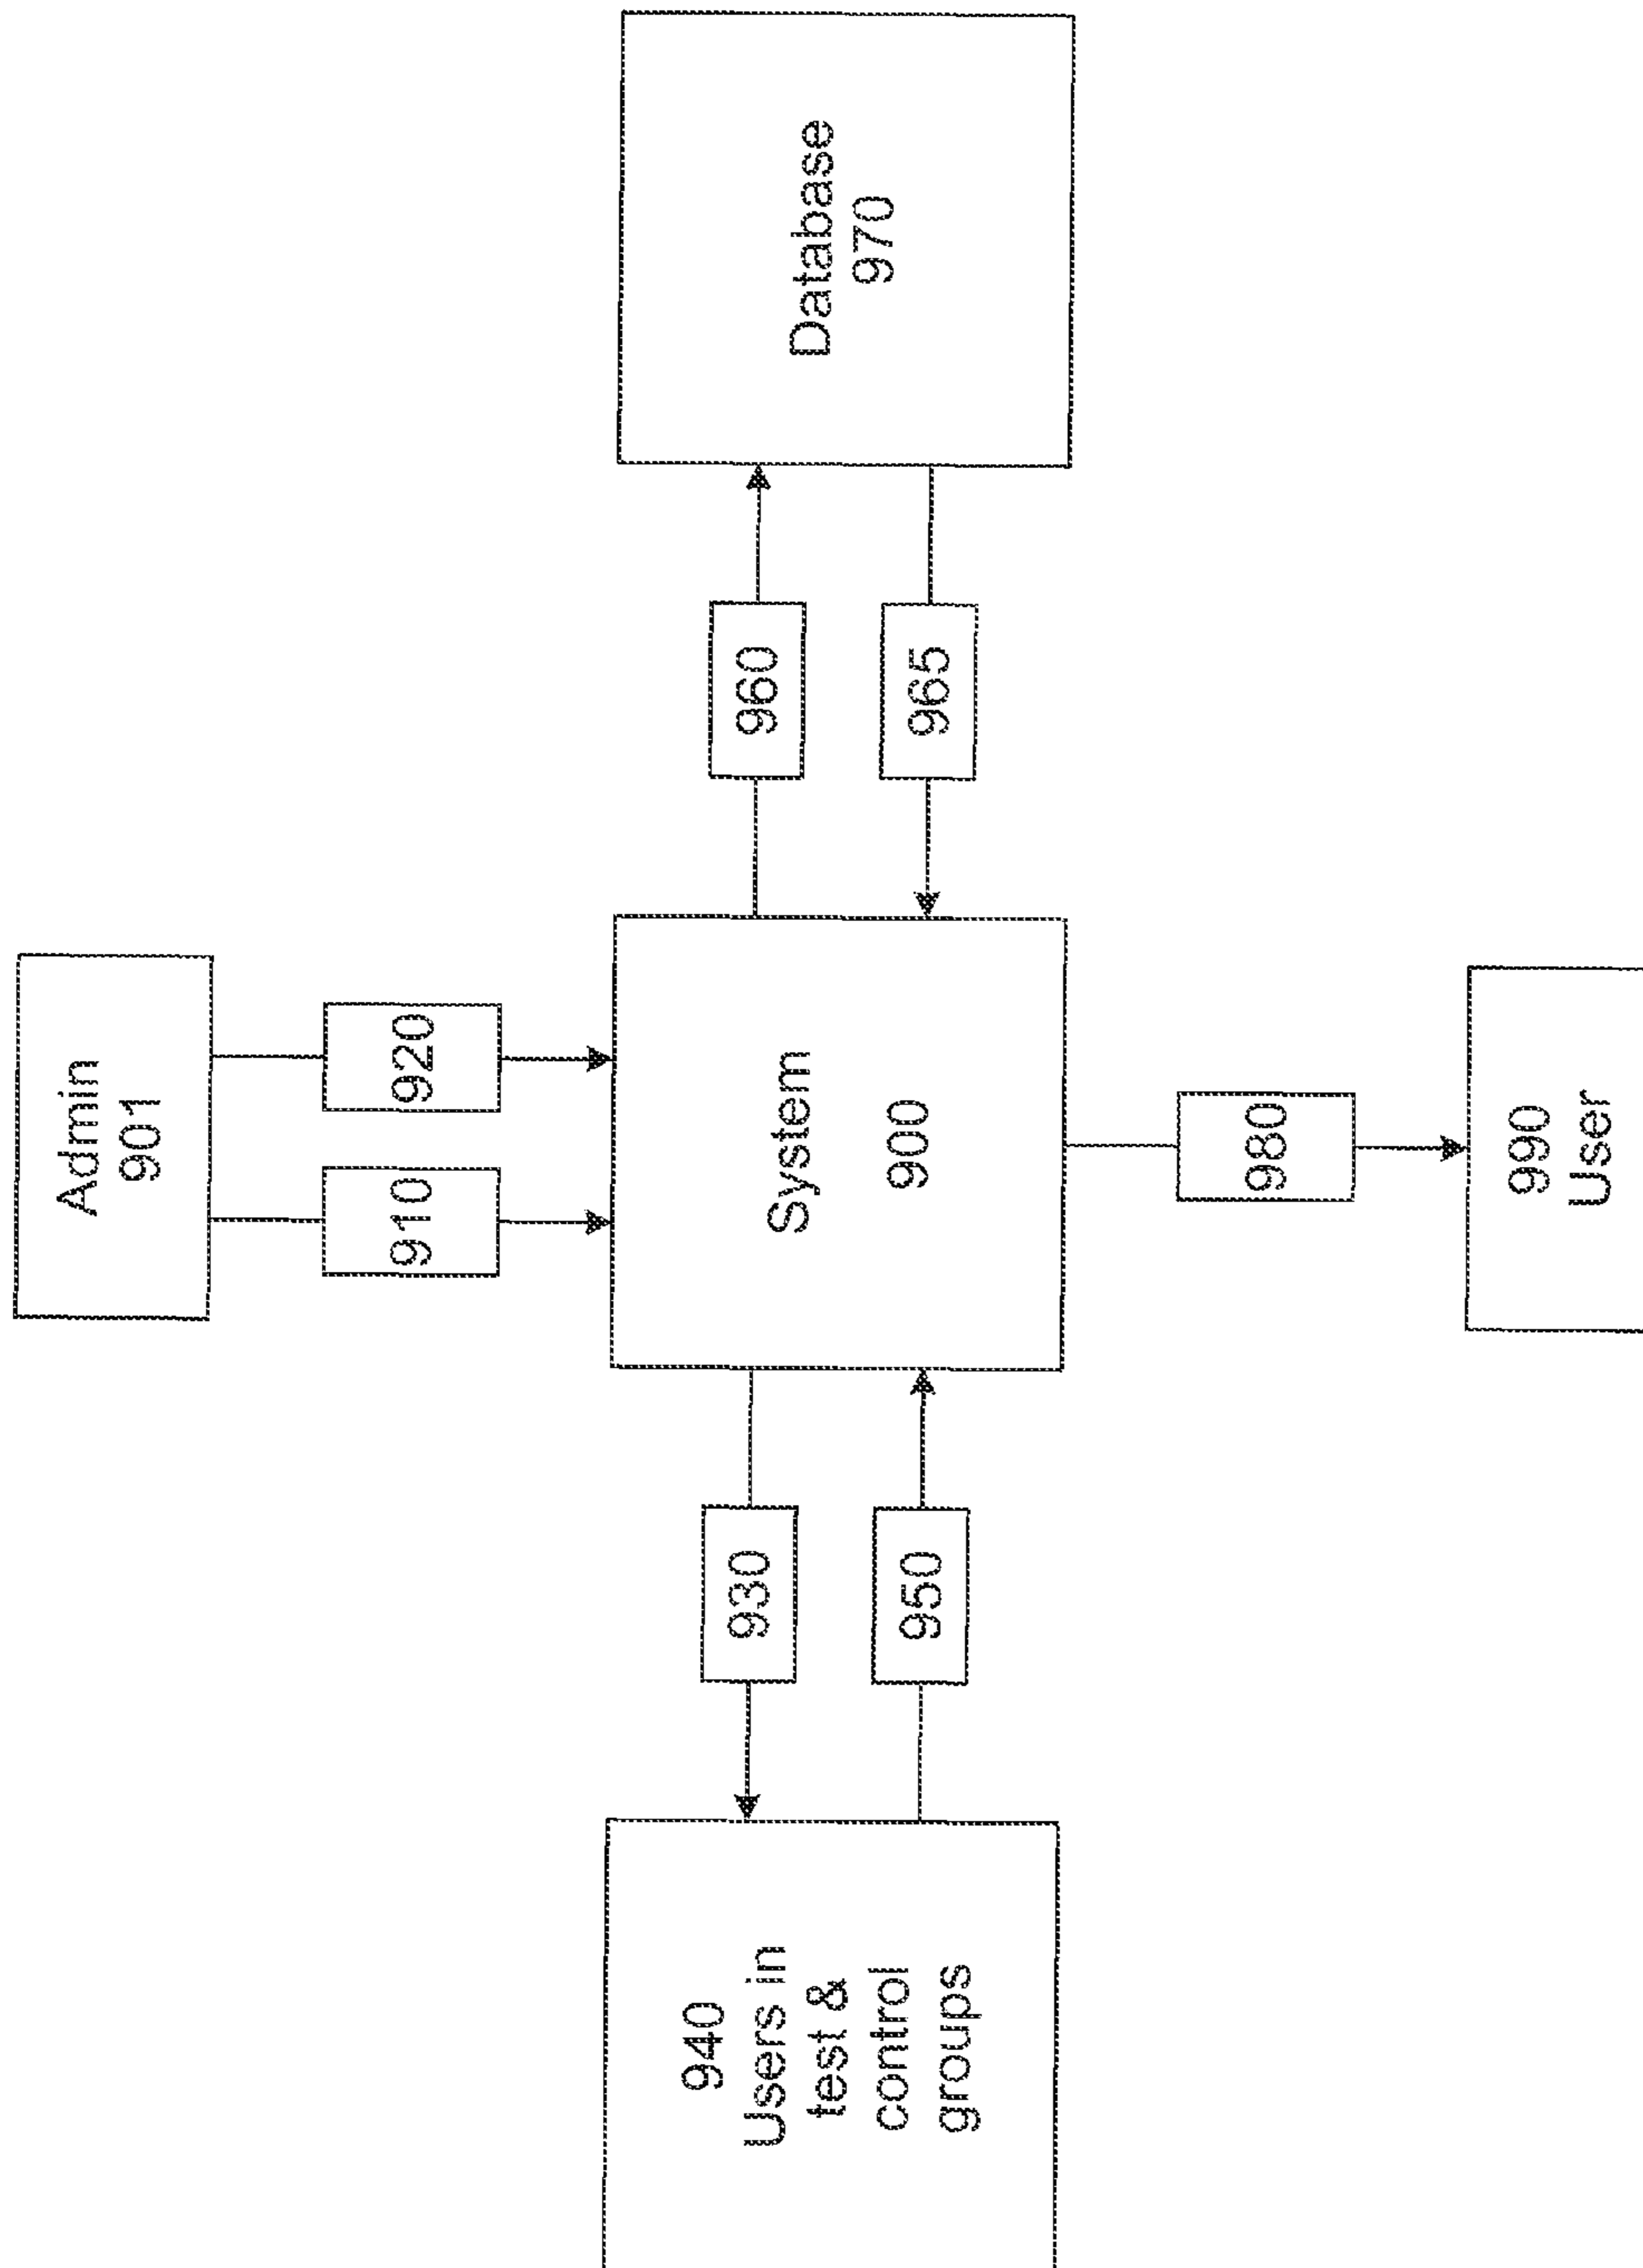 Admin
901
910
920
940
Users in
test &
control
groups
930
950
System
900
960
965
Database
970
980
990
User